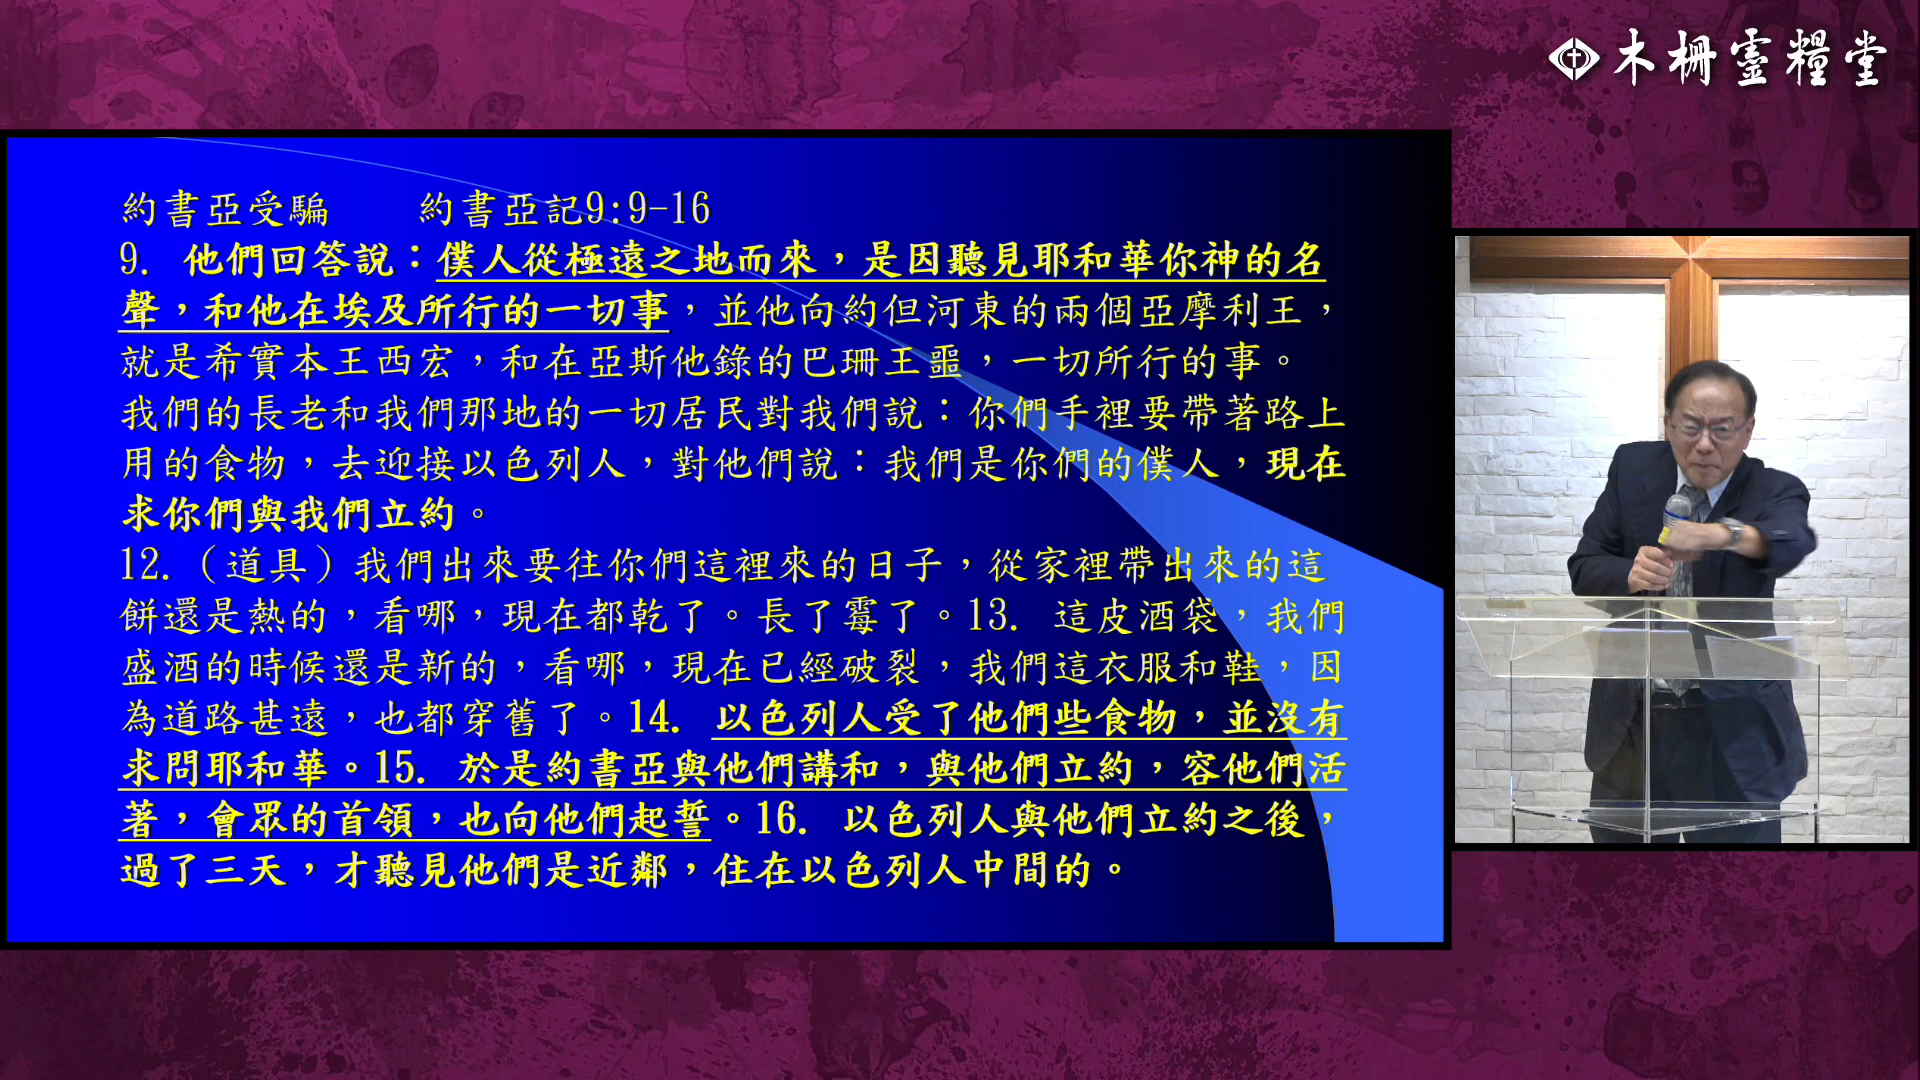 木柵靈糧堂
約書亞受騙　　約書亞記9:9-16
9. 他們回答說：僕人從極遠之地而來，是因聽見耶和華你神的名
聲，和他在埃及所行的一切事，並他向約但河東的兩個亞摩利王，
就是希實本王西宏，和在亞斯他錄的巴珊王噩，一切所行的事。
我們的長老和我們那地的一切居民對我們說：你們手裡要帶著路上
用的食物，去迎接以色列人，對他們說：我們是你們的僕人，現在
求你們與我們立約。
12.（道具）我們出來要往你們這裡來的日子，從家裡帶出來的這
餅還是熱的，看哪，現在都乾了。長了霉了。13. 這皮酒袋，我們
盛酒的時候還是新的，看哪，現在已經破裂，我們這衣服和鞋，因
為道路甚遠，也都穿舊了。14. 以色列人受了他們些食物，並沒有
求問耶和華。15. 於是約書亞與他們講和，與他們立約，容他們活
著，會眾的首領，也向他們起誓。16. 以色列人與他們立約之後，
過了三天，才聽見他們是近鄰，住在以色列人中間的。